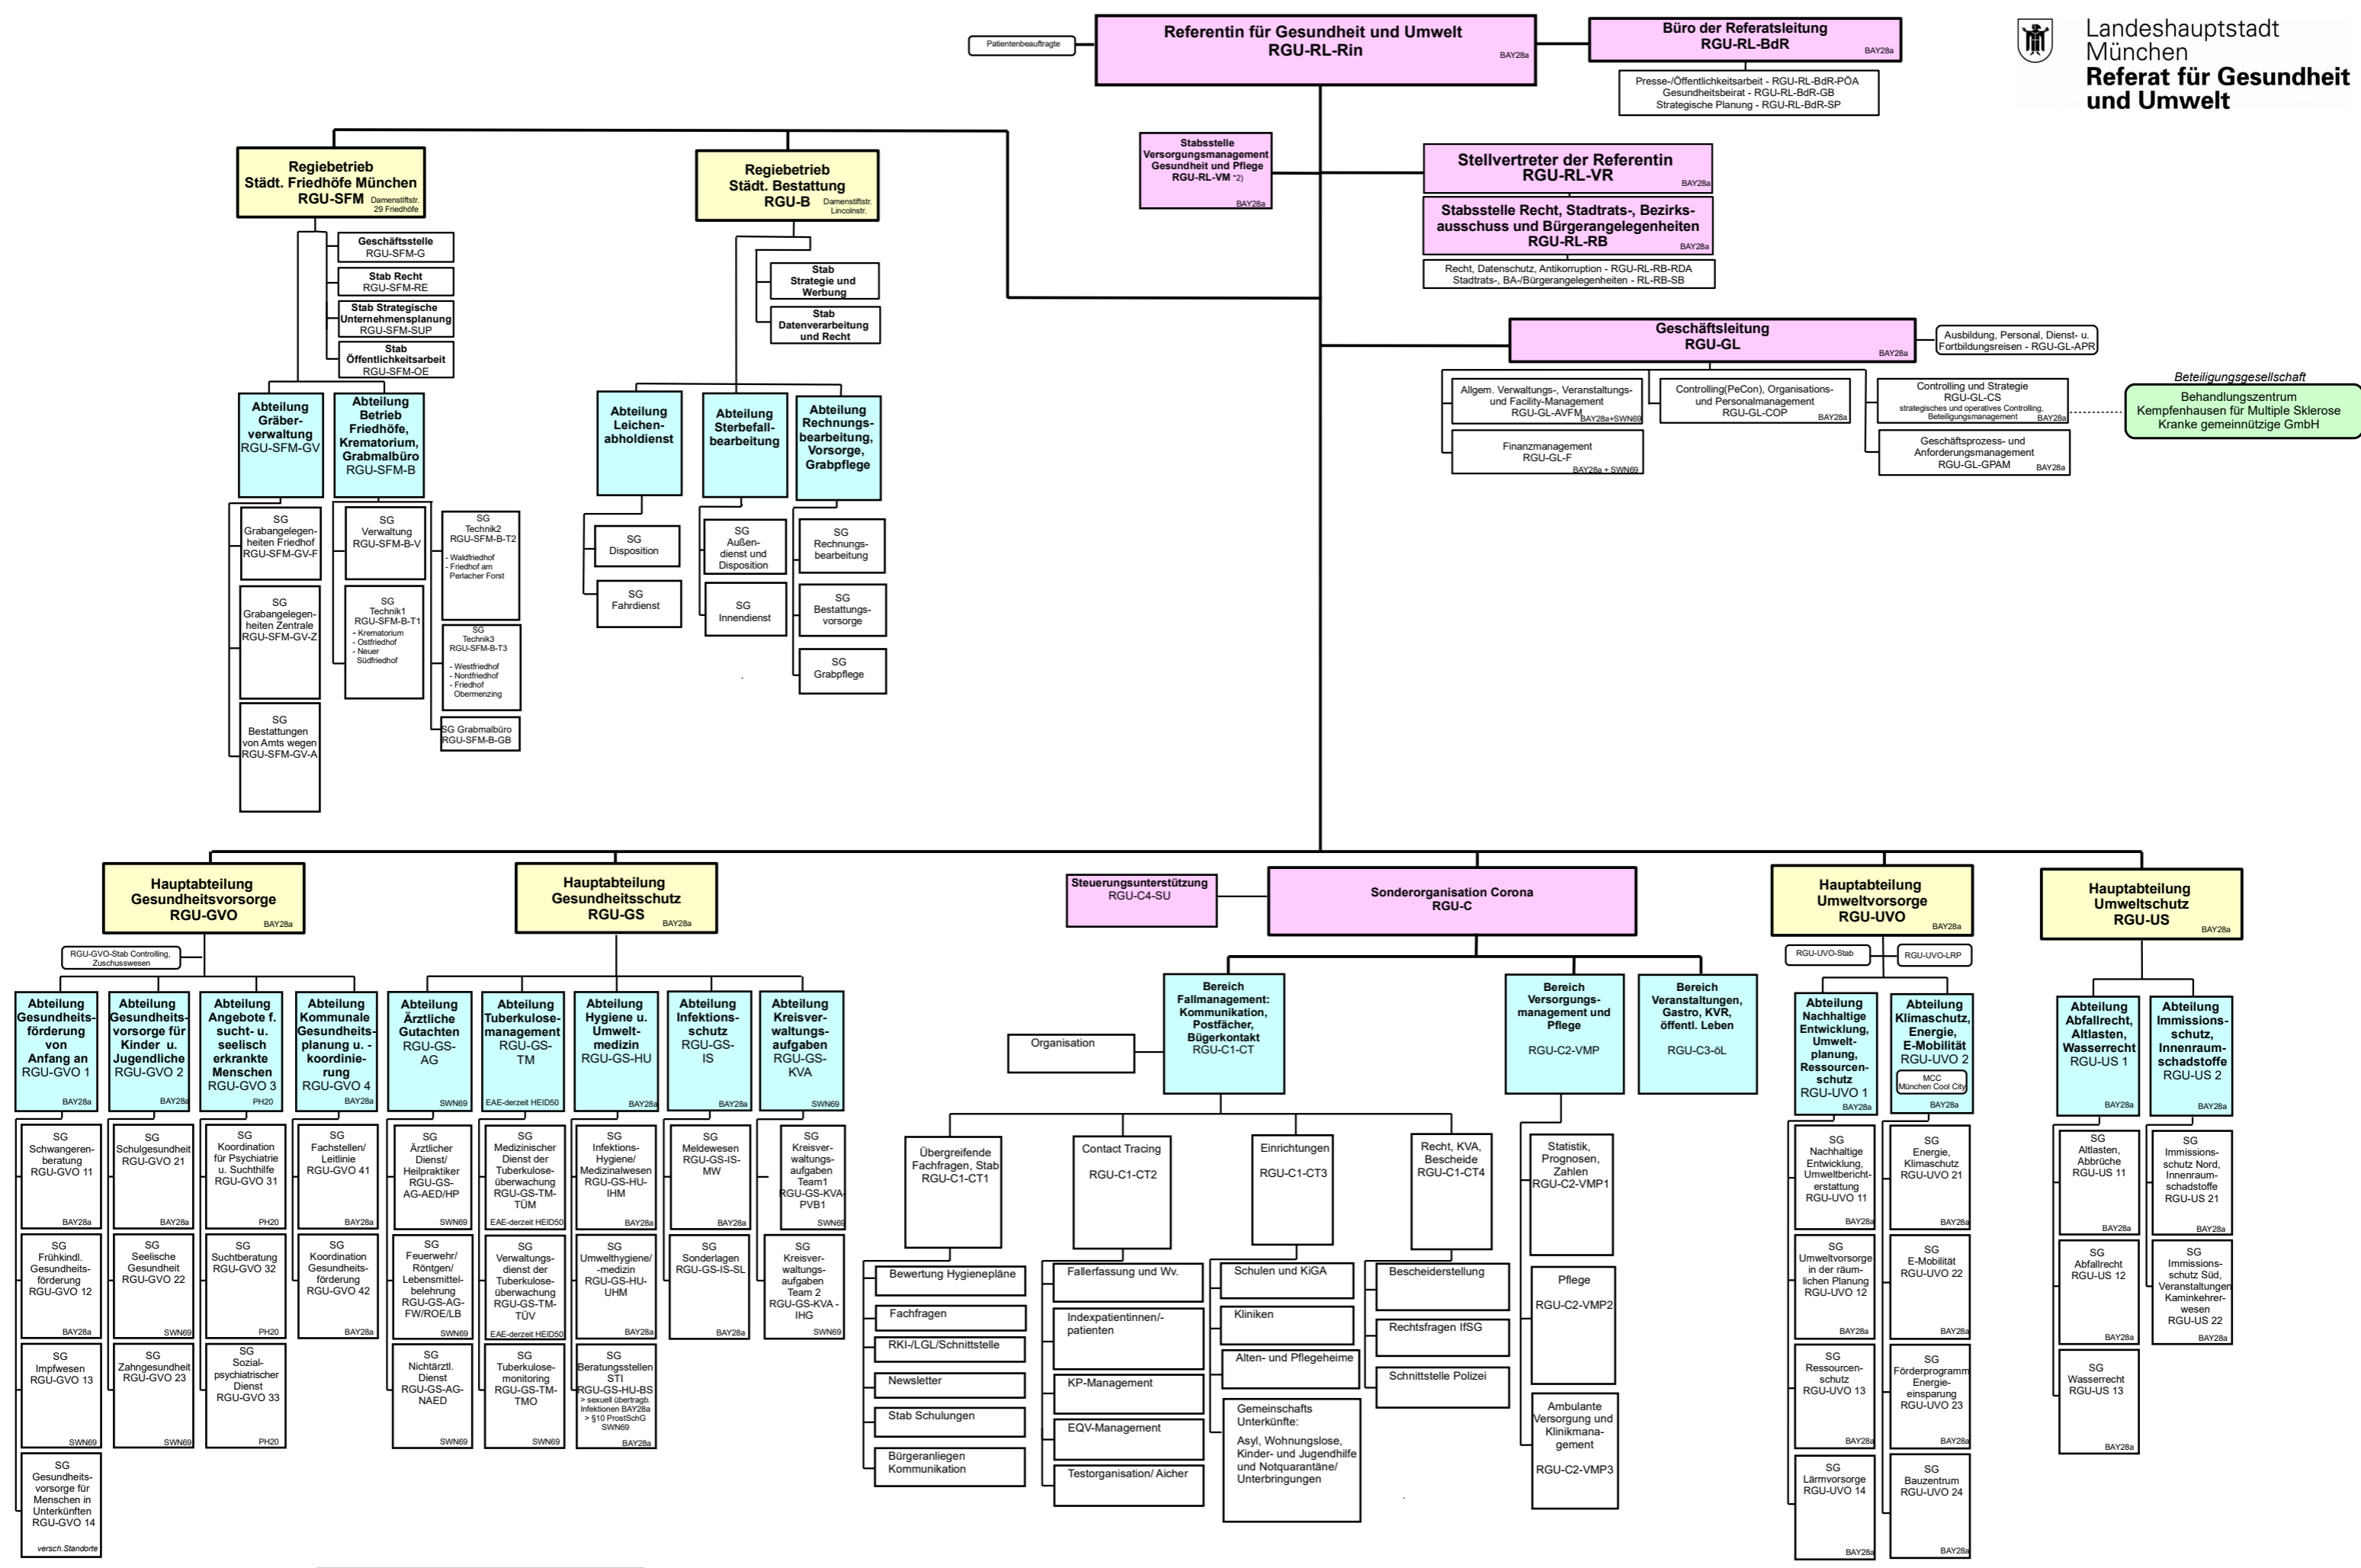 Landeshauptstadt
München
Referat für Gesundheit
und Umwelt
Patientenbeauftragte
Referentin für Gesundheit und Umwelt
RGU-RL-Rin
BAY28a
Büro der Referatsleitung
RGU-RL-BdR
BAY28a
Presse-/Öffentlichkeitsarbeit - RGU-RL-BdR-PÖA
Gesundheitsbeirat - RGU-RL-BdR-GB
Strategische Planung - RGU-RL-BdR-SP
Stabsstelle
Versorgungsmanagement
Gesundheit und Pflege
RGU-RL-VM *2)
BAY28a
Stellvertreter der Referentin
RGU-RL-VR
BAY28a
Stabsstelle Recht, Stadtrats-, Bezirks-
ausschuss und Bürgerangelegenheiten
RGU-RL-RB
BAY28a
Recht, Datenschutz, Antikorruption - RGU-RL-RB-RDA
Stadtrats-, BA-/Bürgerangelegenheiten - RL-RB-SB
Regiebetrieb
Städt. Friedhöfe München
RGU-SFM
Damenstiftstr.
29 Friedhöfe
Geschäftsstelle
RGU-SFM-G
Stab Recht
RGU-SFM-RE
Stab Strategische
Unternehmensplanung
RGU-SFM-SUP
Stab
Öffentlichkeitsarbeit
RGU-SFM-OE
Regiebetrieb
Städt. Bestattung
RGU-B
Damenstiftstr.
Lincolnstr.
Stab
Strategie und
Werbung
Stab
Datenverarbeitung
und Recht
Geschäftsleitung
RGU-GL
BAY28a
Ausbildung, Personal, Dienst- u.
Fortbildungsreisen - RGU-GL-APR
Allgem. Verwaltungs-, Veranstaltungs-
und Facility-Management
RGU-GL-AVFM
BAY28a+SWN69
Finanzmanagement
RGU-GL-F
BAY28a + SWN69
Controlling(PeCon), Organisations-
und Personalmanagement
RGU-GL-COP
BAY28a
Controlling und Strategie
RGU-GL-CS
strategisches und operatives Controlling,
Beteiligungsmanagement
BAY28a
Geschäftsprozess- und
Anforderungsmanagement
RGU-GL-GPAM
BAY28a
Beteiligungsgesellschaft
Behandlungszentrum
Kempfenhausen für Multiple Sklerose
Kranke gemeinnützige GmbH
Abteilung
Gräber-
verwaltung
RGU-SFM-GV
SG
Grabangelegen-
heiten Friedhof
RGU-SFM-GV-F
SG
Grabangelegen-
heiten Zentrale
RGU-SFM-GV-Z
SG
Bestattungen
von Amts wegen
RGU-SFM-GV-A
Abteilung
Betrieb
Friedhöfe,
Krematorium,
Grabmalbüro
RGU-SFM-B
SG
Verwaltung
RGU-SFM-B-V
SG
Technik1
RGU-SFM-B-T1
- Krematorium
- Ostfriedhof
- Neuer
Südfriedhof
SG
Technik2
RGU-SFM-B-T2
- Waldfriedhof
- Friedhof am
Perlacher Forst
SG
Technik3
RGU-SFM-B-T3
- Westfriedhof
- Nordfriedhof
- Friedhof
Obermenzing
SG Grabmalbüro
RGU-SFM-B-GB
Abteilung
Leichen-
abholdienst
SG
Disposition
SG
Fahrdienst
Abteilung
Sterbefall-
bearbeitung
SG
Außen-
dienst und
Disposition
SG
Innendienst
Abteilung
Rechnungs-
bearbeitung,
Vorsorge,
Grabpflege
SG
Rechnungs-
bearbeitung
SG
Bestattungs-
vorsorge
SG
Grabpflege
Hauptabteilung
Gesundheitsvorsorge
RGU-GVO
BAY28a
RGU-GVO-Stab Controlling,
Zuschusswesen
Abteilung
Gesundheits-
förderung
von
Anfang an
RGU-GVO 1
BAY28a
SG
Schwangeren-
beratung
RGU-GVO 11
BAY28a
SG
Frühkindl.
Gesundheits-
förderung
RGU-GVO 12
BAY28a
SG
Impfwesen
RGU-GVO 13
SWN69
SG
Gesundheits-
vorsorge für
Menschen in
Unterkünften
RGU-GVO 14
versch.Standorte
Abteilung
Gesundheits-
vorsorge für
Kinder u.
Jugendliche
RGU-GVO 2
BAY28a
SG
Schulgesundheit
RGU-GVO 21
BAY28a
SG
Seelische
Gesundheit
RGU-GVO 22
SWN69
SG
Zahngesundheit
RGU-GVO 23
SWN69
Abteilung
Angebote f.
sucht- u.
seelisch
erkrankte
Menschen
RGU-GVO 3
PH20
SG
Koordination
für Psychiatrie
u. Suchthilfe
RGU-GVO 31
PH20
SG
Suchtberatung
RGU-GVO 32
PH20
SG
Sozial-
psychiatrischer
Dienst
RGU-GVO 33
PH20
Abteilung
Kommunale
Gesundheits-
planung u. -
koordinie-
rung
RGU-GVO 4
BAY28a
SG
Fachstellen/
Leitlinie
RGU-GVO 41
BAY28a
SG
Koordination
Gesundheits-
förderung
RGU-GVO 42
BAY28a
Hauptabteilung
Gesundheitsschutz
RGU-GS
BAY28a
Abteilung
Ärztliche
Gutachten
RGU-GS-
AG
SWN69
SG
Ärztlicher
Dienst/
Heilpraktiker
RGU-GS-
AG-AED/HP
SWN69
SG
Feuerwehr/
Röntgen/
Lebensmittel-
belehrung
RGU-GS-AG-
FW/ROE/LB
SWN69
SG
Nichtärztl.
Dienst
RGU-GS-AG-
NAED
SWN69
Abteilung
Tuberkulose-
management
RGU-GS-
TM
EAE-derzeit HEID50
SG
Medizinischer
Dienst der
Tuberkulose-
überwachung
RGU-GS-TM-
TÜM
EAE-derzeit HEID50
SG
Verwaltungs-
dienst der
Tuberkulose-
überwachung
RGU-GS-TM-
TÜV
EAE-derzeit HEID50
SG
Tuberkulose-
monitoring
RGU-GS-TM-
TMO
SWN69
Abteilung
Hygiene u.
Umwelt-
medizin
RGU-GS-HU
BAY28a
SG
Infektions-
Hygiene/
Medizinalwesen
RGU-GS-HU-
IHM
BAY28a
SG
Umwelthygiene/
-medizin
RGU-GS-HU-
UHM
BAY28a
SG
Beratungsstellen
STI
RGU-GS-HU-BS
> sexuell übertragb.
Infektionen BAY28a
> §10 ProstSchG
SWN69
BAY28a
Abteilung
Infektions-
schutz
RGU-GS-
IS
BAY28a
SG
Meldewesen
RGU-GS-IS-
MW
BAY28a
SG
Sonderlagen
RGU-GS-IS-SL
BAY28a
Abteilung
Kreisver-
waltungs-
aufgaben
RGU-GS-
KVA
SWN69
SG
Kreisver-
waltungs-
aufgaben
Team1
RGU-GS-KVA-
PVB1
SWN69
SG
Kreisver-
waltungs-
aufgaben
Team 2
RGU-GS-KVA -
IHG
SWN69
Steuerungsunterstützung
RGU-C4-SU
Sonderorganisation Corona
RGU-C
Organisation
Bereich
Fallmanagement:
Kommunikation,
Postfächer,
Bügerkontakt
RGU-C1-CT
Bereich
Versorgungs-
management und
Pflege
RGU-C2-VMP
Bereich
Veranstaltungen,
Gastro, KVR,
öffentl. Leben
RGU-C3-öL
Übergreifende
Fachfragen, Stab
RGU-C1-CT1
Bewertung Hygienepläne
Fachfragen
RKI-/LGL/Schnittstelle
Newsletter
Stab Schulungen
Bürgeranliegen
Kommunikation
Contact Tracing
RGU-C1-CT2
Fallerfassung und Wv.
Indexpatientinnen/-
patienten
KP-Management
EQV-Management
Testorganisation/ Aicher
Einrichtungen
RGU-C1-CT3
Schulen und KiGA
Kliniken
Alten- und Pflegeheime
Gemeinschafts
Unterkünfte:
Asyl, Wohnungslose,
Kinder- und Jugendhilfe
und Notquarantäne/
Unterbringungen
Recht, KVA,
Bescheide
RGU-C1-CT4
Bescheiderstellung
Rechtsfragen IfSG
Schnittstelle Polizei
Statistik,
Prognosen,
Zahlen
RGU-C2-VMP1
Pflege
RGU-C2-VMP2
Ambulante
Versorgung und
Klinikmana-
gement
RGU-C2-VMP3
Hauptabteilung
Umweltvorsorge
RGU-UVO
BAY28a
RGU-UVO-Stab
RGU-UVO-LRP
Abteilung
Nachhaltige
Entwicklung,
Umwelt-
planung,
Ressourcen-
schutz
RGU-UVO 1
BAY28a
SG
Nachhaltige
Entwicklung,
Umweltbericht-
erstattung
RGU-UVO 11
BAY28a
SG
Umweltvorsorge
in der räum-
lichen Planung
RGU-UVO 12
BAY28a
SG
Ressourcen-
schutz
RGU-UVO 13
BAY28a
SG
Lärmvorsorge
RGU-UVO 14
BAY28a
Abteilung
Klimaschutz,
Energie,
E-Mobilität
RGU-UVO 2
MCC
München Cool City
BAY28a
SG
Energie,
Klimaschutz
RGU-UVO 21
BAY28a
SG
E-Mobilität
RGU-UVO 22
BAY28a
SG
Förderprogramm
Energie-
einsparung
RGU-UVO 23
BAY28a
SG
Bauzentrum
RGU-UVO 24
BAY28a
Hauptabteilung
Umweltschutz
RGU-US
BAY28a
Abteilung
Abfallrecht,
Altlasten,
Wasserrecht
RGU-US 1
BAY28a
SG
Altlasten,
Abbrüche
RGU-US 11
BAY28a
SG
Abfallrecht
RGU-US 12
BAY28a
SG
Wasserrecht
RGU-US 13
BAY28a
Abteilung
Immissions-
schutz,
Innenraum-
schadstoffe
RGU-US 2
BAY28a
SG
Immissions-
schutz Nord,
Innenraum-
schadstoffe
RGU-US 21
BAY28a
SG
Immissions-
schutz Süd,
Veranstaltungen
Kaminkehrer-
wesen
RGU-US 22
BAY28a